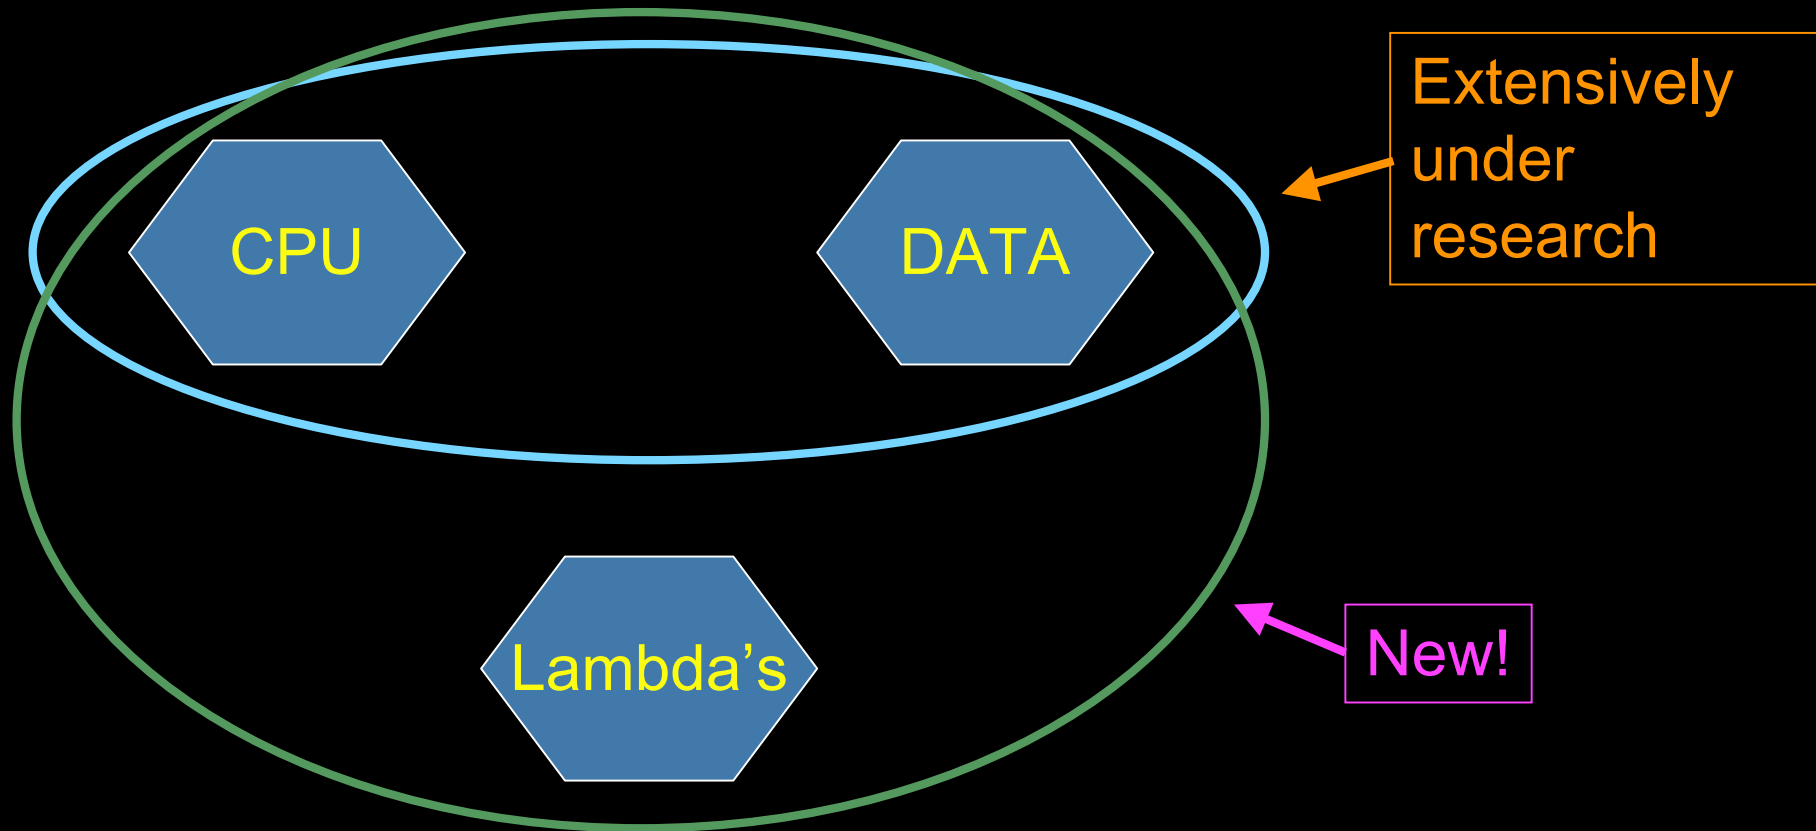 CPU
DATA
Extensively
under
research
Lambda’s
New!